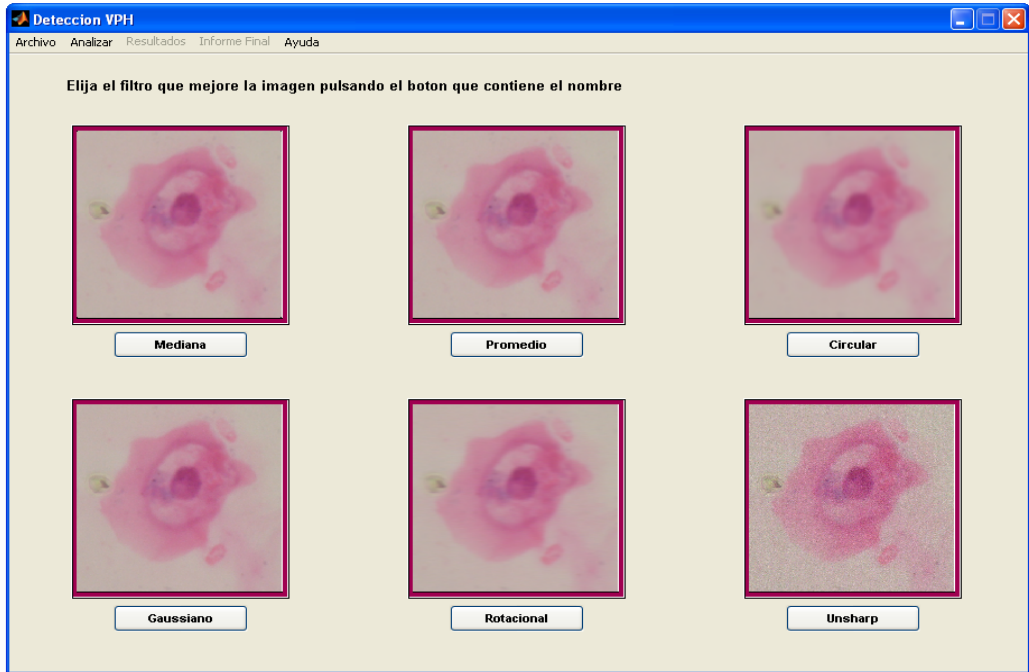 Deteccion VPH
Archivo Analizar Resultados Informe Final Ayuda
Elija el filtro que mejore la imagen pulsando el boton que contiene el nombre
Mediana Promedio Circular
Gaussiano Rotacional Unsharp